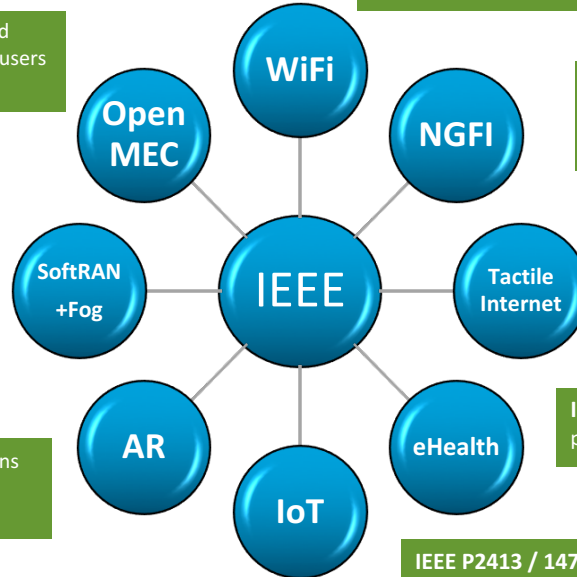 users
WiFi
Open
MEC
NGFI
SoftRAN
+Fog
IEEE
Tactile
Internet
AR
eHealth
IoT
IEEE P2413 / 147